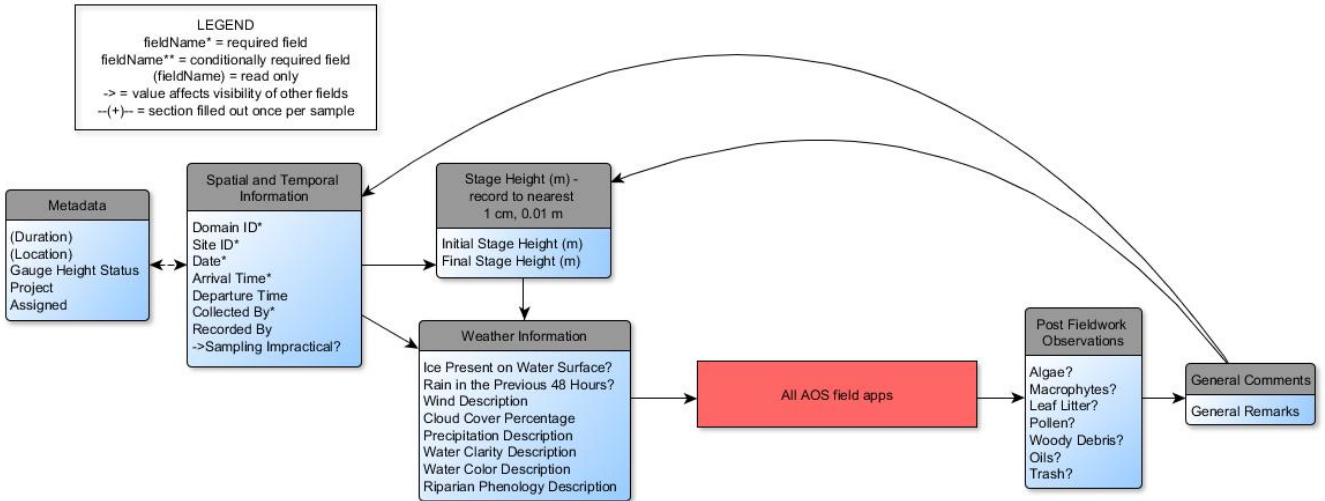 LEGEND
fieldName* = required field
fieldName** = conditionally required field
(fieldName) = read only
-> = value affects visibility of other fields
--(+)-- = section filled out once per sample
Metadata
(Duration)
(Location)
Gauge Height Status
Project
Assigned
Spatial and Temporal
Information
Domain ID*
Site ID*
Date*
Arrival Time*
Departure Time
Collected By*
Recorded By
->Sampling Impractical?
Stage Height (m) -
record to nearest
1 cm, 0.01 m
Initial Stage Height (m)
Final Stage Height (m)
Weather Information
Ice Present on Water Surface?
Rain in the Previous 48 Hours?
Wind Description
Cloud Cover Percentage
Precipitation Description
Water Clarity Description
Water Color Description
Riparian Phenology Description
All AOS field apps
Post Fieldwork
Observations
Algae?
Macrophytes?
Leaf Litter?
Pollen?
Woody Debris?
Oils?
Trash?
General Comments
General Remarks